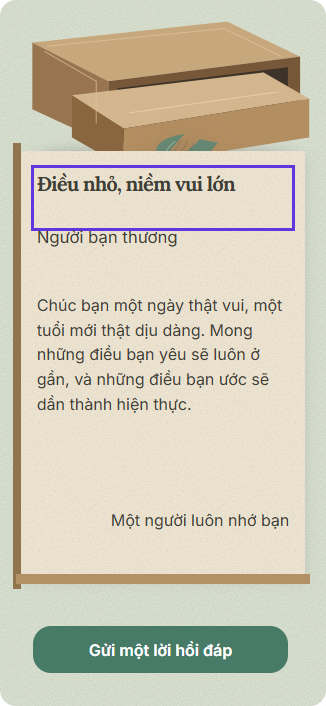 Điều nhỏ, niềm vui lớn
Người bạn thương
Chúc bạn một ngày thật vui, một
tuổi mới thật dịu dàng. Mong
những điều bạn yêu sẽ luôn ở
gần, và những điều bạn ước sẽ
dần thành hiện thực.
Một người luôn nhớ bạn
Gửi một lời hồi đáp